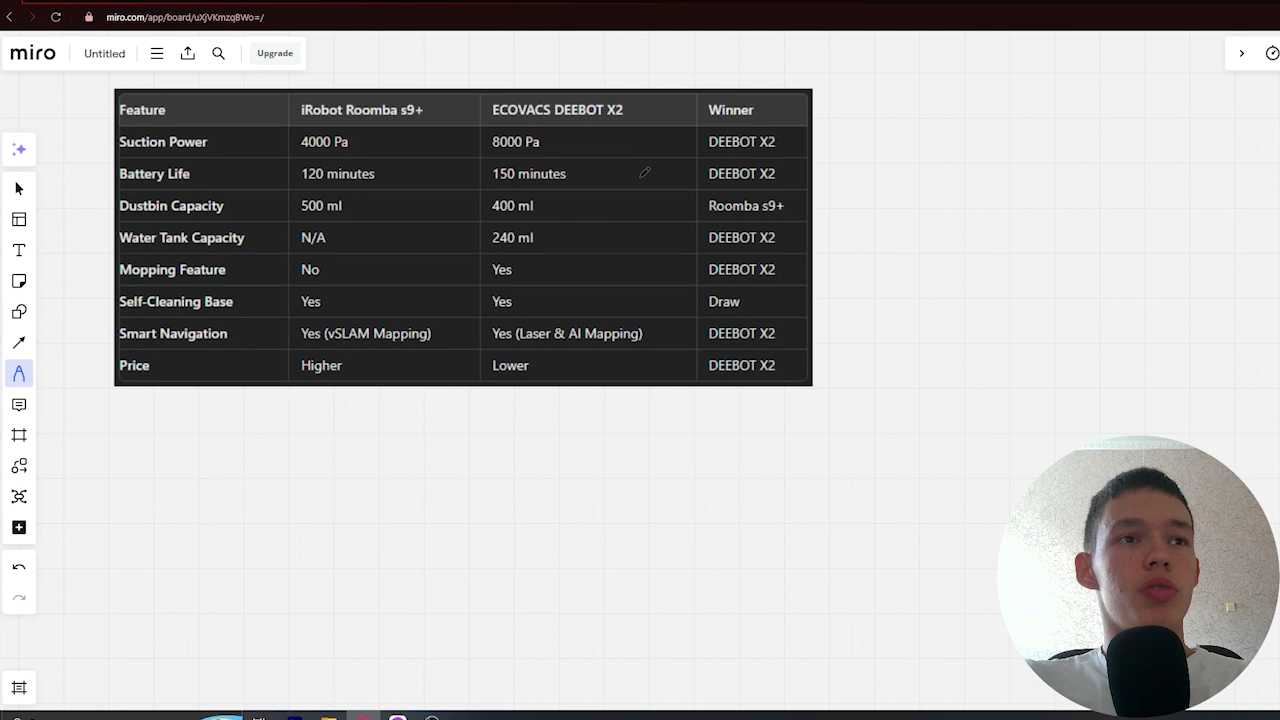 miro.com/app/board/uXjVKmzqBWo=/
miro Untitled Upgrade
Feature iRobot Roomba s9+ ECOVACS DEEBOT X2 Winner
Suction Power 4000 Pa 8000 Pa DEEBOT X2
Battery Life 120 minutes 150 minutes DEEBOT X2
Dustbin Capacity 500 ml 400 ml Roomba s9+
Water Tank Capacity N/A 240 ml DEEBOT X2
Mopping Feature No Yes DEEBOT X2
Self-Cleaning Base Yes Yes Draw
Smart Navigation Yes (vSLAM Mapping) Yes (Laser & AI Mapping) DEEBOT X2
Price Higher Lower DEEBOT X2